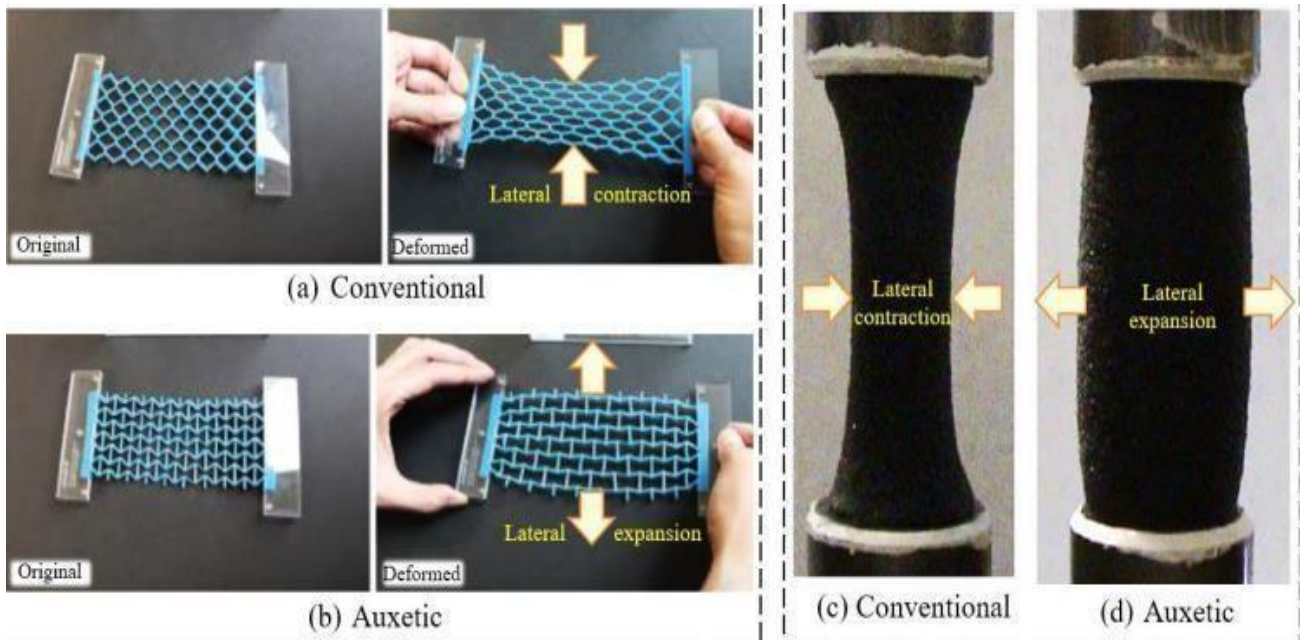 Original
Deformed
Lateral contraction
(a) Conventional
Original
Deformed
Lateral expansion
(b) Auxetic
Lateral
contraction
(c) Conventional
Lateral
expansion
(d) Auxetic